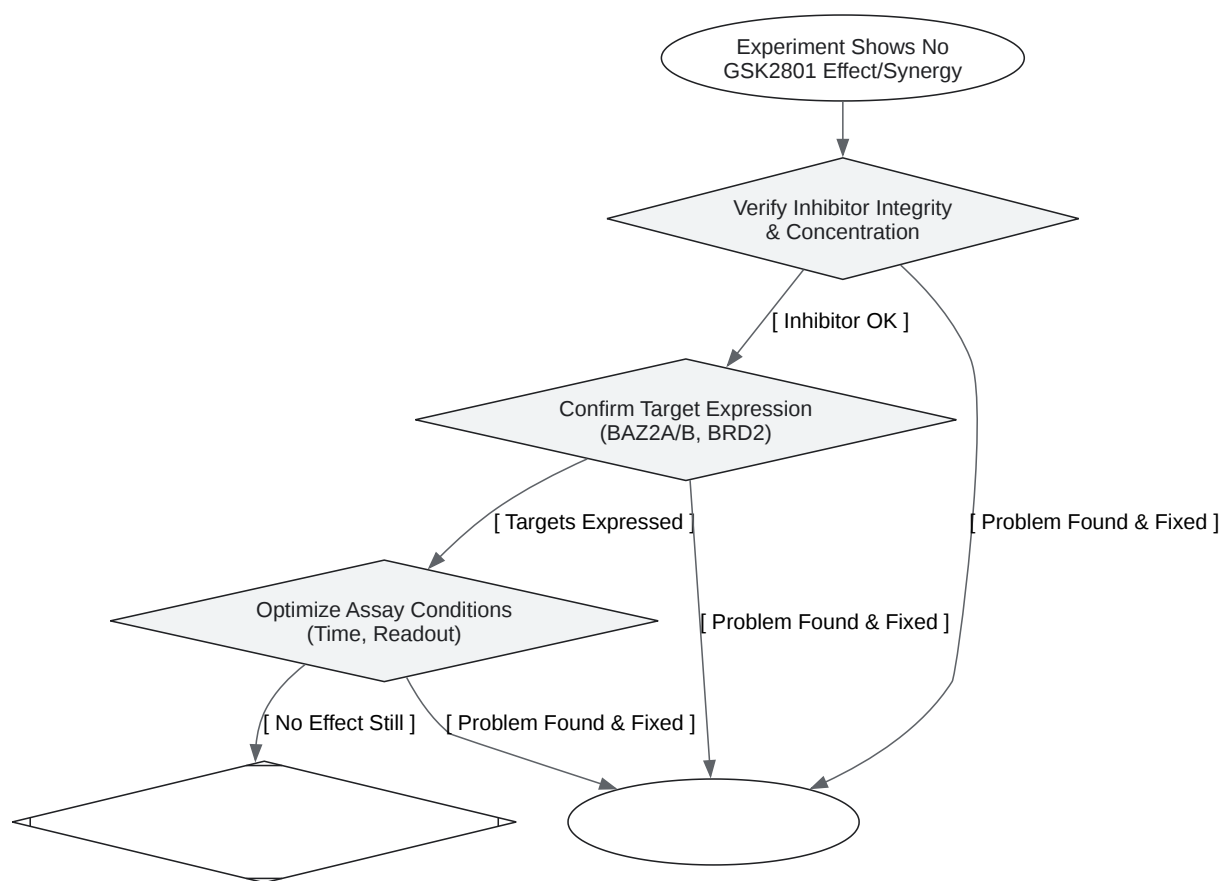 Experiment Shows No
GSK2801 Effect/Synergy
Verify Inhibitor Integrity
& Concentration
[ Inhibitor OK ]
Confirm Target Expression
(BAZ2A/B, BRD2)
[ Targets Expressed ]
[ Problem Found & Fixed ]
Optimize Assay Conditions
(Time, Readout)
[ Problem Found & Fixed ]
[ No Effect Still ]
[ Problem Found & Fixed ]